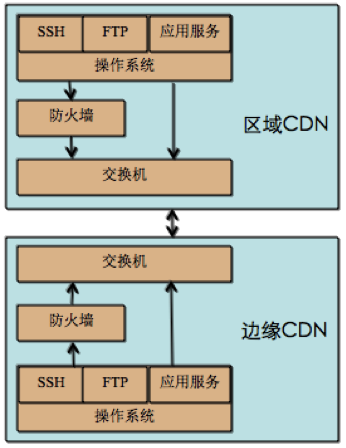 SSH FTP 应用服务
操作系统
防火墙
区域CDN
交换机
交换机
防火墙
边缘CDN
SSH FTP 应用服务
操作系统